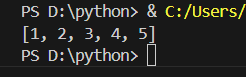 PS D:\python> & C:/Users/
[1, 2, 3, 4, 5]
PS D:\python>